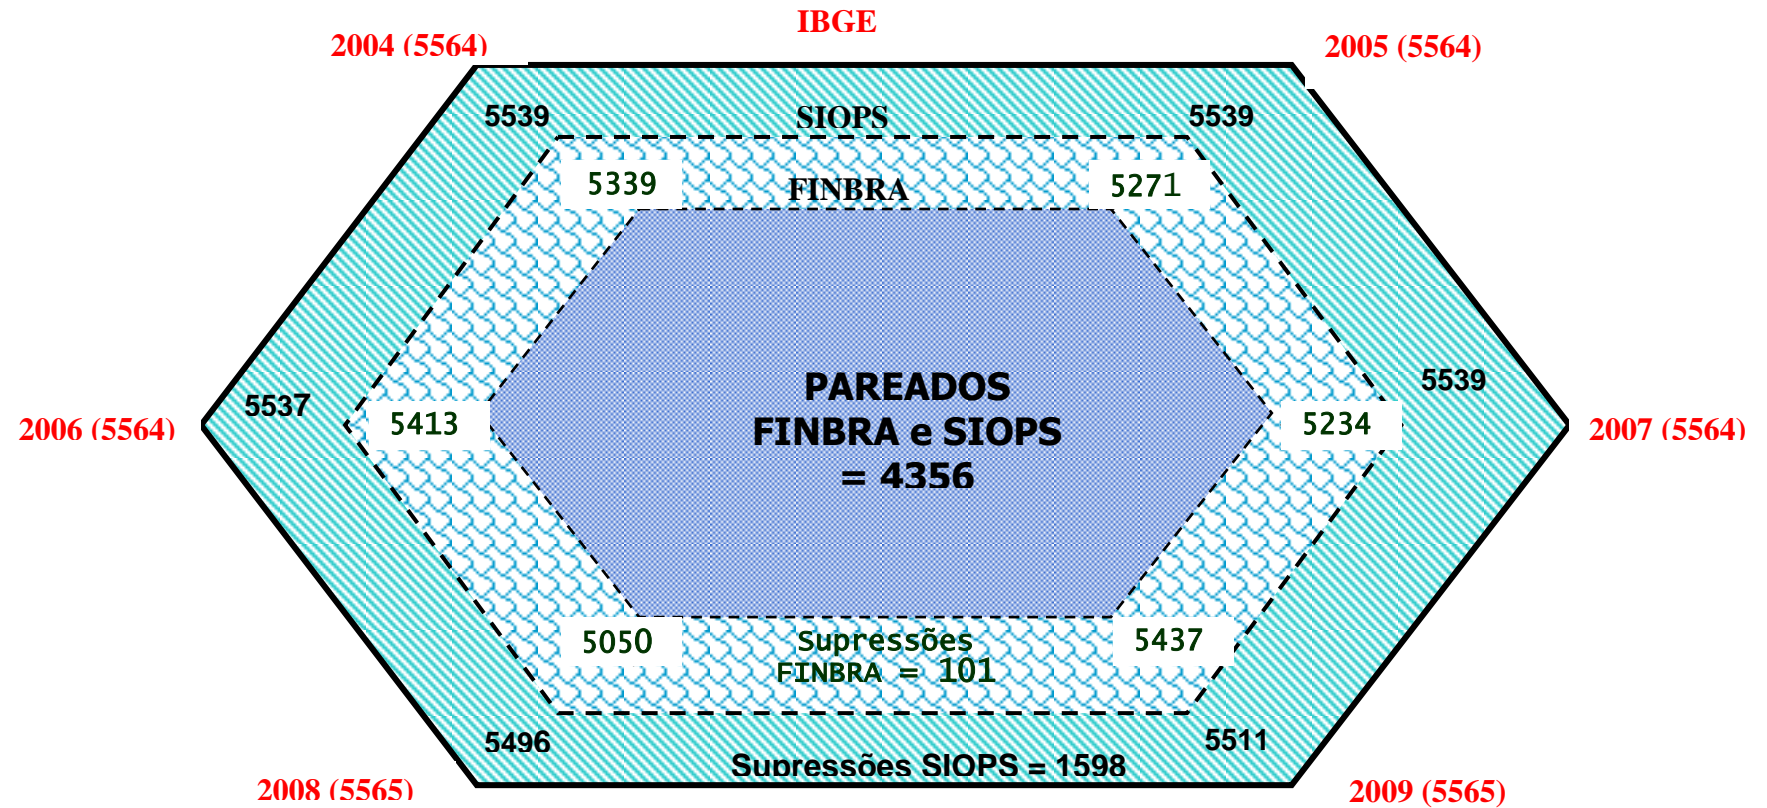 IBGE
2004 (5564)
2005 (5564)
5539
SIOPS
5539
5339
FINBRA
5271
PAREADOS
FINBRA e SIOPS
= 4356
5537
5539
2006 (5564)
5413
5234
2007 (5564)
5050
Supressões
FINBRA = 101
5437
5496
5511
Supressões SIOPS = 1598
2008 (5565)
2009 (5565)